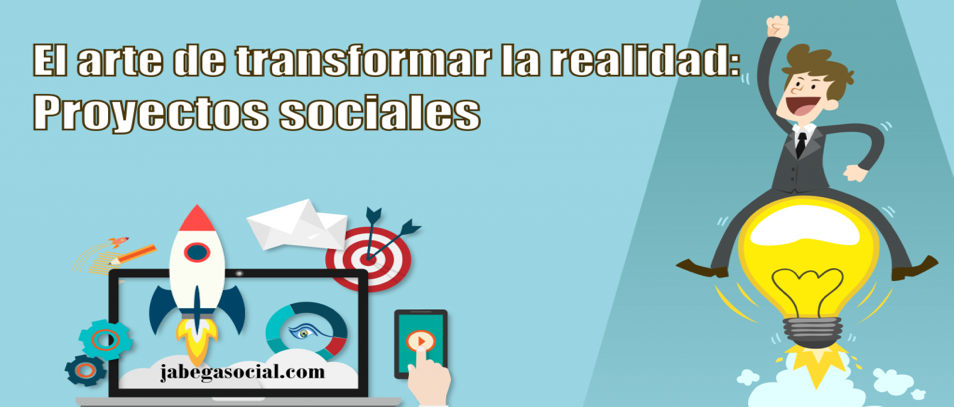 El arte de transformar la realidad:
Proyectos sociales
jabegasocial.com